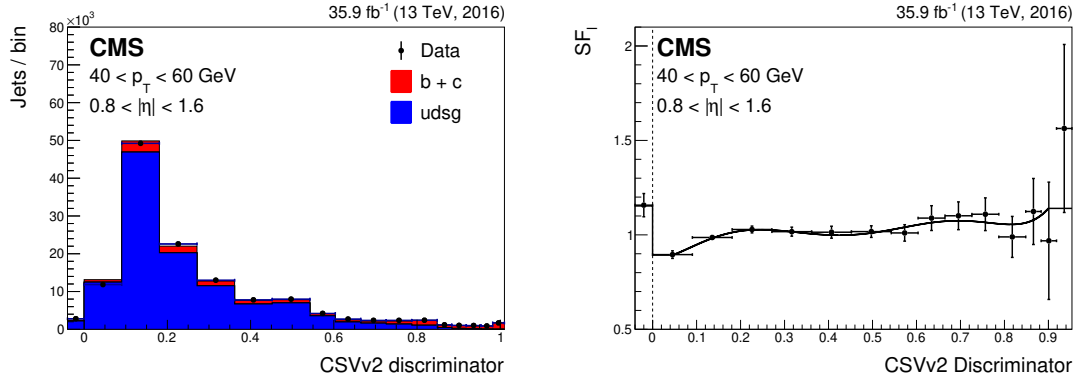 35.9 fb⁻¹ (13 TeV, 2016)
×10³
Jets / bin
80
70
60
50
40
30
20
10
0
CMS
40 < p_T < 60 GeV
0.8 < |η| < 1.6
Data
b + c
udsg
0 0.2 0.4 0.6 0.8 1
CSVv2 discriminator
35.9 fb⁻¹ (13 TeV, 2016)
SF_l
2
1.5
1
0.5
CMS
40 < p_T < 60 GeV
0.8 < |η| < 1.6
0 0.1 0.2 0.3 0.4 0.5 0.6 0.7 0.8 0.9
CSVv2 Discriminator